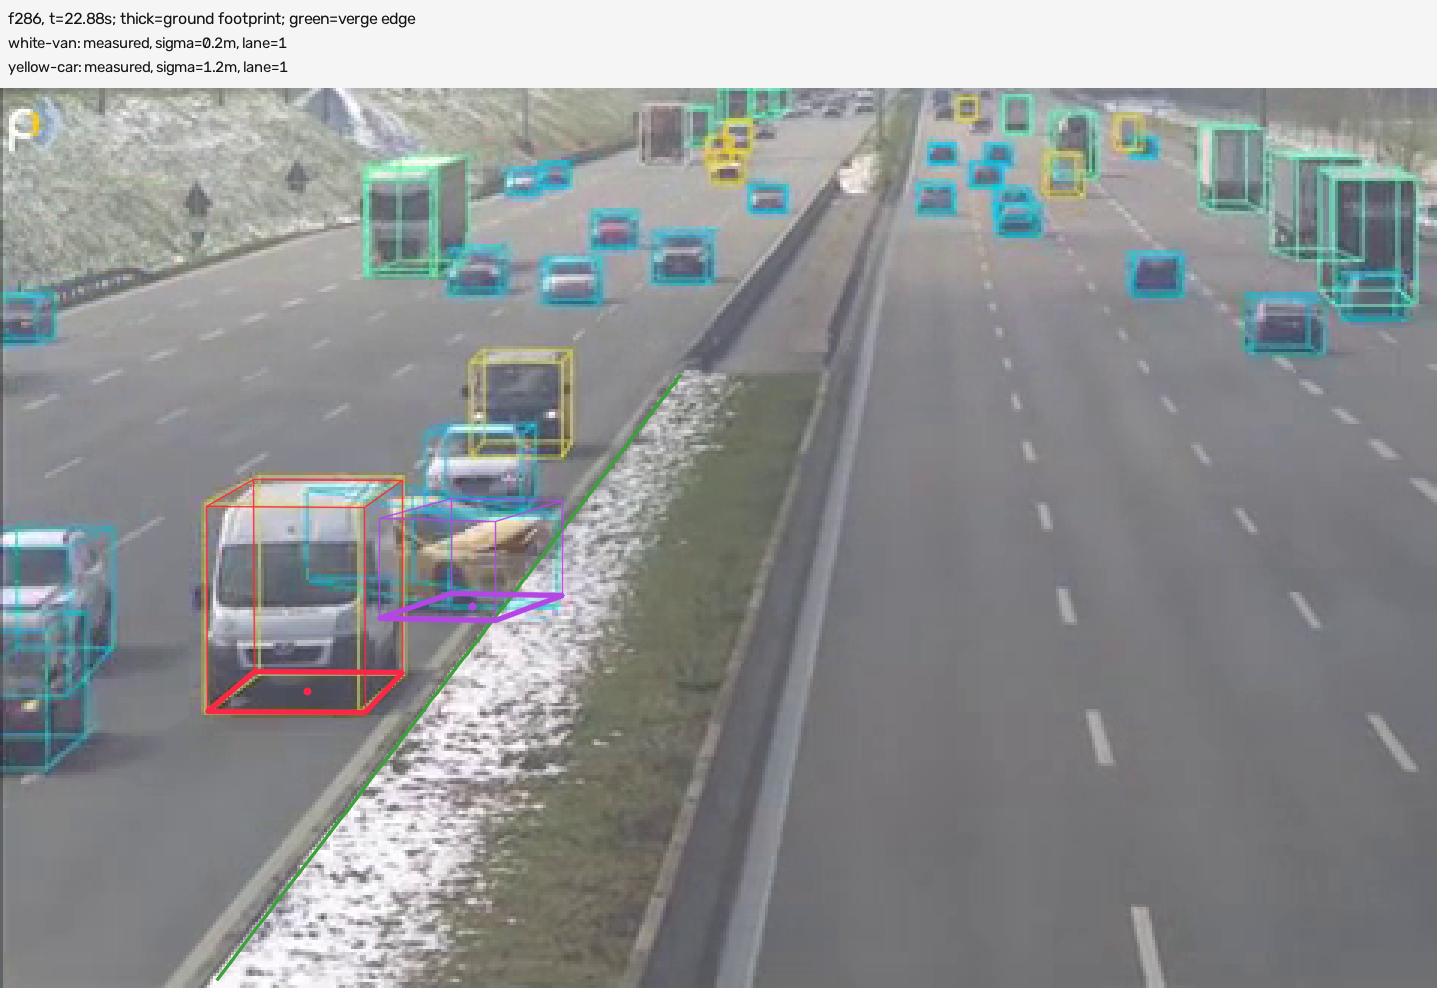 f286, t=22.88s; thick=ground footprint; green=verge edge
white-van: measured, sigma=0.2m, lane=1
yellow-car: measured, sigma=1.2m, lane=1